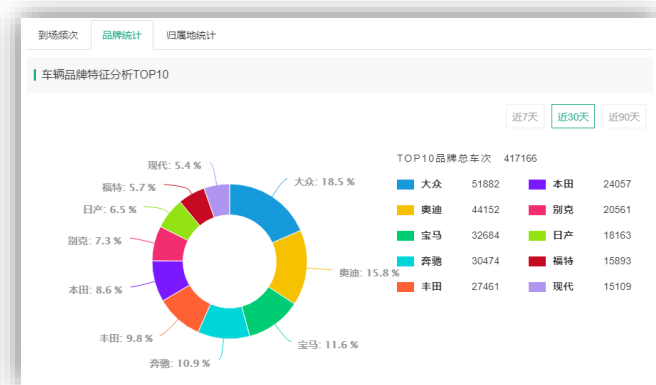 到场频次 品牌统计 归属地统计
车辆品牌特征分析TOP10
近7天 近30天 近90天
TOP10品牌总车次 417166
现代: 5.4 %
福特: 5.7 %
日产: 6.5 %
别克: 7.3 %
本田: 8.6 %
丰田: 9.8 %
奔驰: 10.9 %
宝马: 11.6 %
奥迪: 15.8 %
大众: 18.5 %
大众 51882 本田 24057
奥迪 44152 别克 20561
宝马 32684 日产 18163
奔驰 30474 福特 15893
丰田 27461 现代 15109